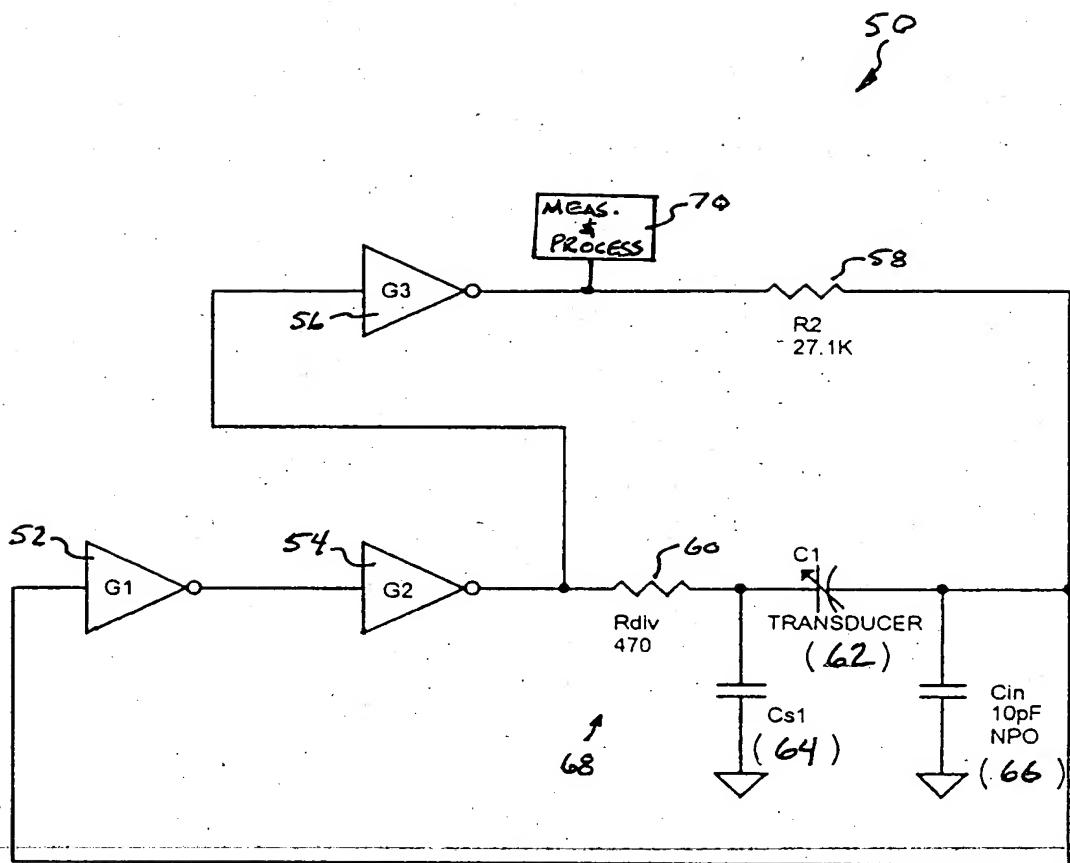 50
MEAS.
&
PROCESS
70
G3
56
58
R2
27.1K
52
G1
54
G2
60
Rdiv
470
C1
TRANSDUCER
(62)
Cs1
(64)
Cin
10pF
NPO
(66)
68